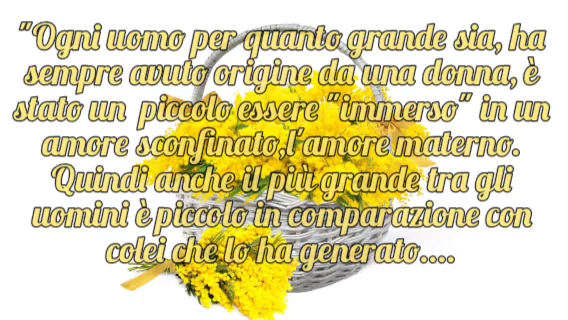 "Ogni uomo per quanto grande sia, ha
sempre avuto origine da una donna, è
stato un piccolo essere "immerso" in un
amore sconfinato,l'amore materno.
Quindi anche il più grande tra gli
uomini è piccolo in comparazione con
colei che lo ha generato....